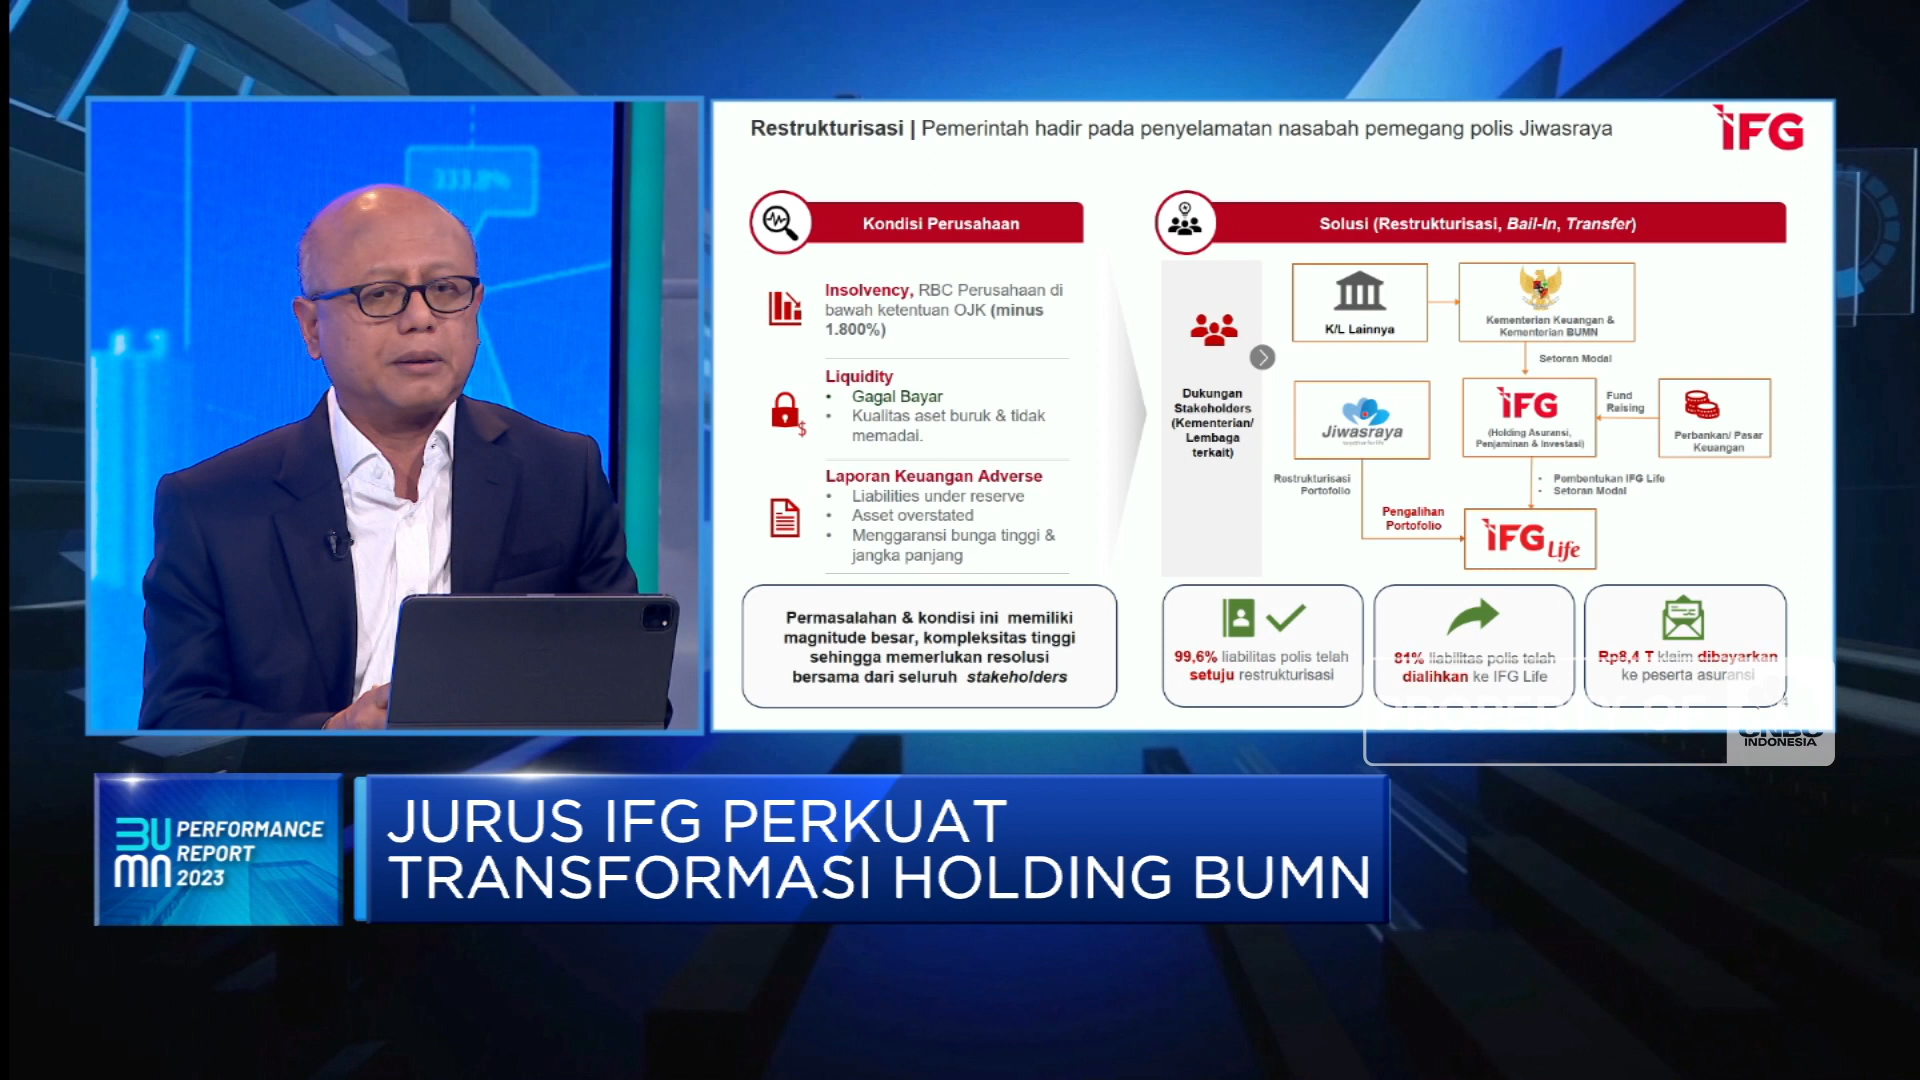 333.8%
Restrukturisasi | Pemerintah hadir pada penyelamatan nasabah pemegang polis Jiwasraya
IFG
Kondisi Perusahaan
Insolvency, RBC Perusahaan di
bawah ketentuan OJK (minus
1.800%)
Liquidity
• Gagal Bayar
• Kualitas aset buruk & tidak
memadai.
$
Laporan Keuangan Adverse
• Liabilities under reserve
• Asset overstated
• Menggaransi bunga tinggi &
jangka panjang
Permasalahan & kondisi ini memiliki
magnitude besar, kompleksitas tinggi
sehingga memerlukan resolusi
bersama dari seluruh stakeholders
Solusi (Restrukturisasi, Bail-In, Transfer)
Dukungan
Stakeholders
(Kementerian/
Lembaga
terkait)
K/L Lainnya
Kementerian Keuangan &
Kementerian BUMN
Setoran Modal
Jiwasraya
IFG
(Holding Asuransi,
Penjaminan & Investasi)
Fund
Raising
Perbankan/ Pasar
Keuangan
Restrukturisasi
Portofolio
• Pembentukan IFG Life
• Setoran Modal
Pengalihan
Portofolio
IFG Life
99,6% liabilitas polis telah
setuju restrukturisasi
81% liabilitas polis telah
dialihkan ke IFG Life
Rp8,4 T klaim dibayarkan
ke peserta asuransi
CNBC
INDONESIA
BUMN
PERFORMANCE
REPORT
2023
JURUS IFG PERKUAT
TRANSFORMASI HOLDING BUMN